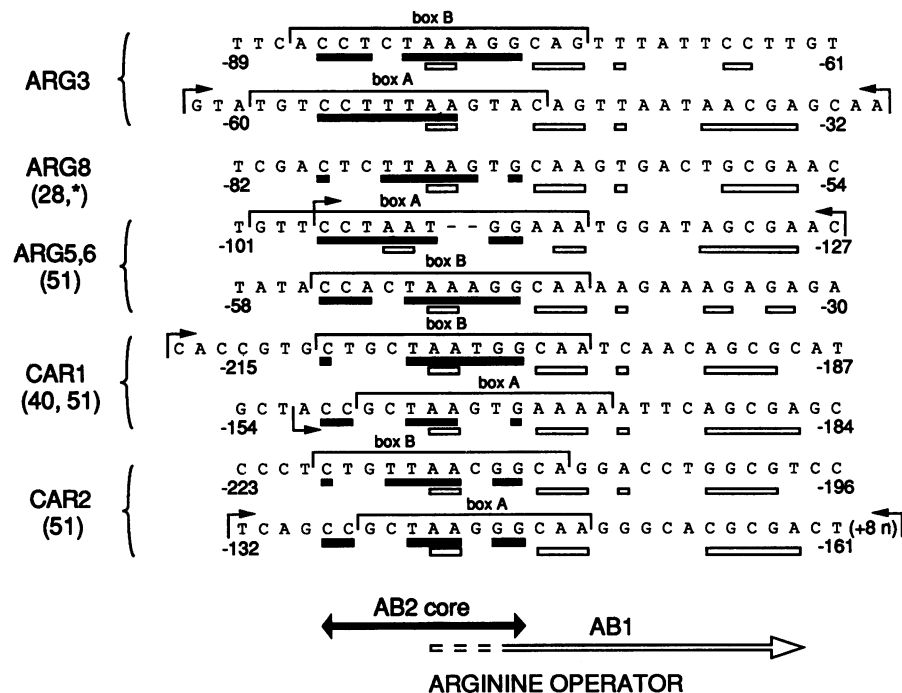 box B
T T C A C C T C T A A A G G C A G T T T A T T C C T T G T
-89 -61
ARG3
box A
G T A T G T C C T T T A A G T A C A G T T A A T A A C G A G C A A
-60 -32
ARG8
(28,*)
T C G A C T C T T A A G T G C A A G T G A C T G C G A A C
-82 -54
box A
T G T T C C T A A T - - G G A A A T G G A T A G C G A A C
-101 -127
ARG5,6
(51)
box B
T A T A C C A C T A A A G G C A A A A G A A A G A G A G A
-58 -30
box B
C A C C G T G C T G C T A A T G G C A A T C A A C A G C G C A T
-215 -187
CAR1
(40, 51)
box A
G C T A C C G C T A A G T G A A A A A T T C A G C G A G C
-154 -184
box B
C C C T C T G T T A A C G G C A G G A C C T G G C G T C C
-223 -196
CAR2
(51)
box A
T C A G C C G C T A A G G G C A A G G G C A C G C G A C T (+8 n)
-132 -161
AB2 core
AB1
ARGININE OPERATOR